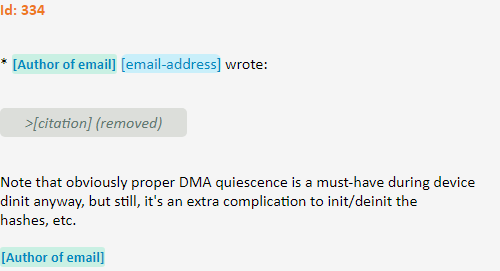 Id: 334
* [Author of email] [email-address] wrote:
>[citation] (removed)
Note that obviously proper DMA quiescence is a must-have during device
dinit anyway, but still, it's an extra complication to init/deinit the
hashes, etc.
[Author of email]